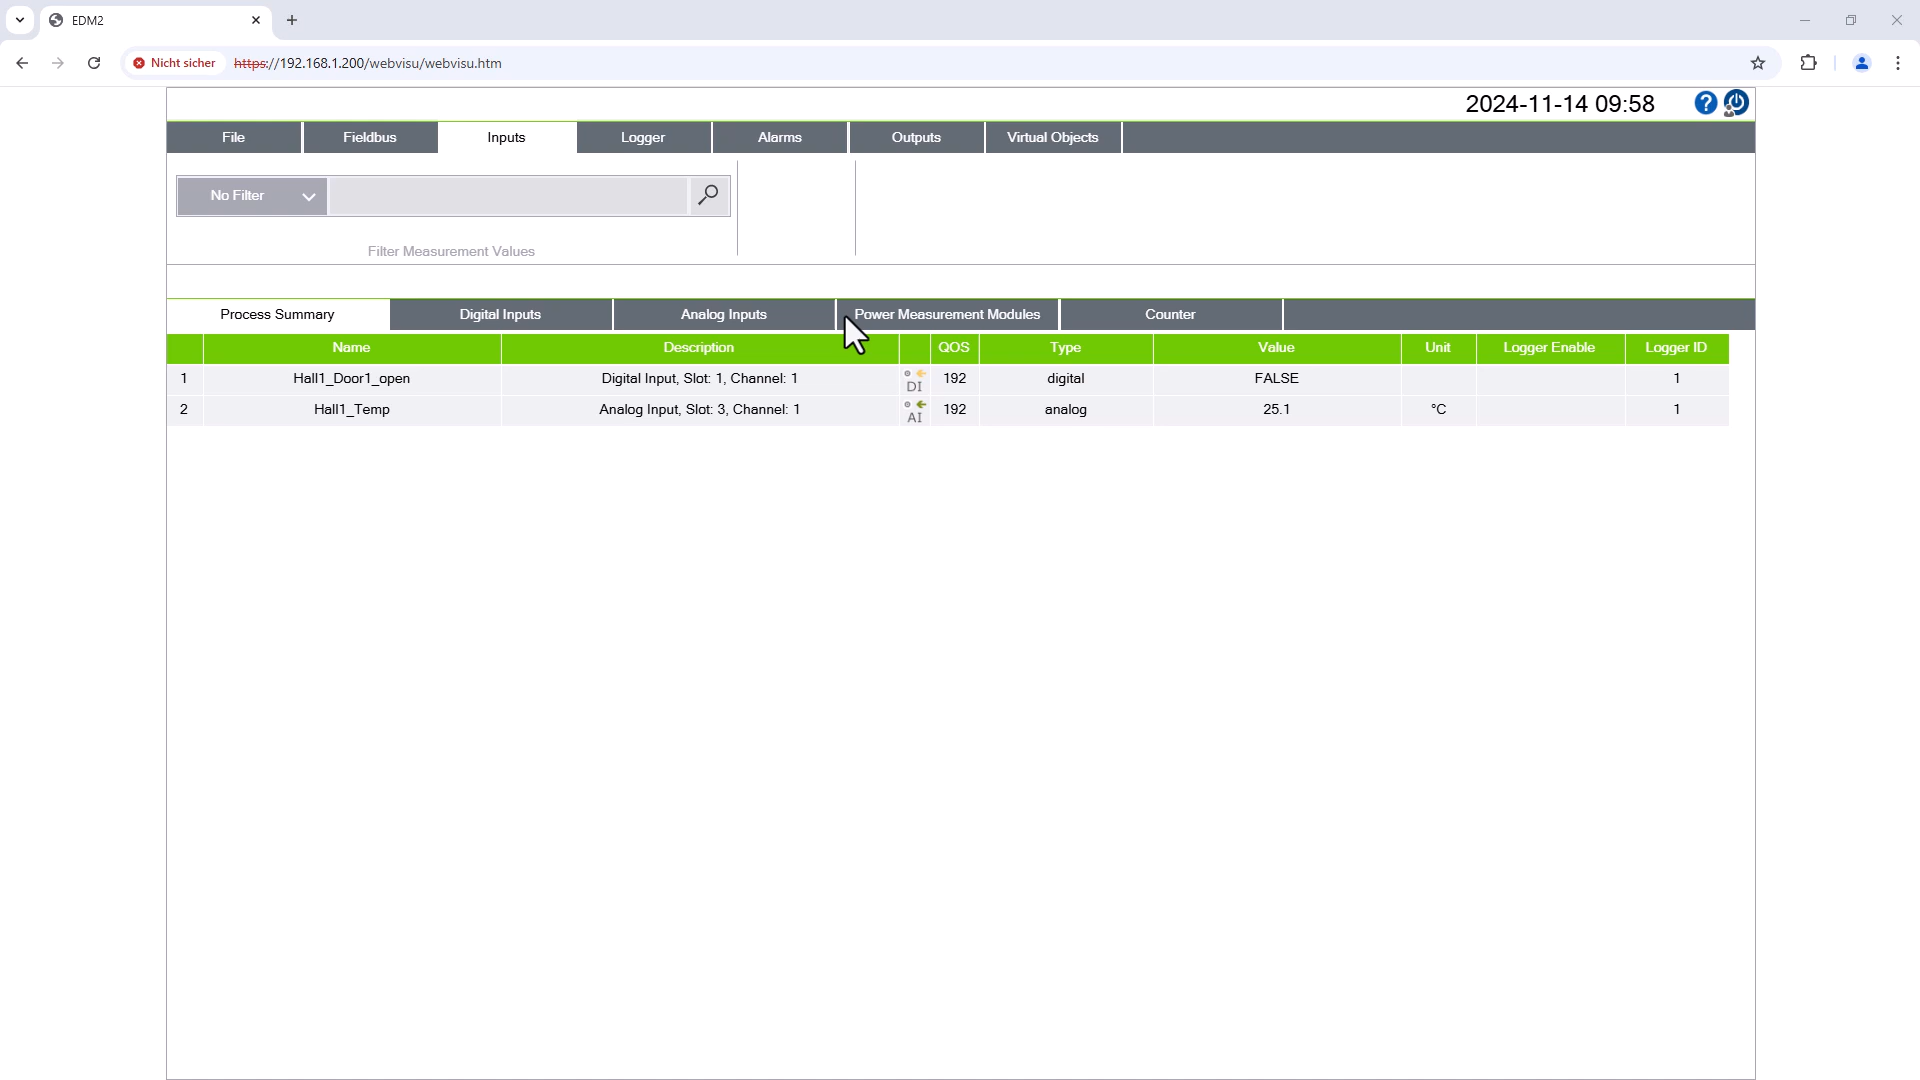 EDM2
Nicht sicher https://192.168.1.200/webvisu/webvisu.htm
2024-11-14 09:58 ?
File Fieldbus Inputs Logger Alarms Outputs Virtual Objects
No Filter
Filter Measurement Values
Process Summary Digital Inputs Analog Inputs Power Measurement Modules Counter
Name Description QOS Type Value Unit Logger Enable Logger ID
1 Hall1_Door1_open Digital Input, Slot: 1, Channel: 1 DI 192 digital FALSE 1
2 Hall1_Temp Analog Input, Slot: 3, Channel: 1 AI 192 analog 25.1 °C 1